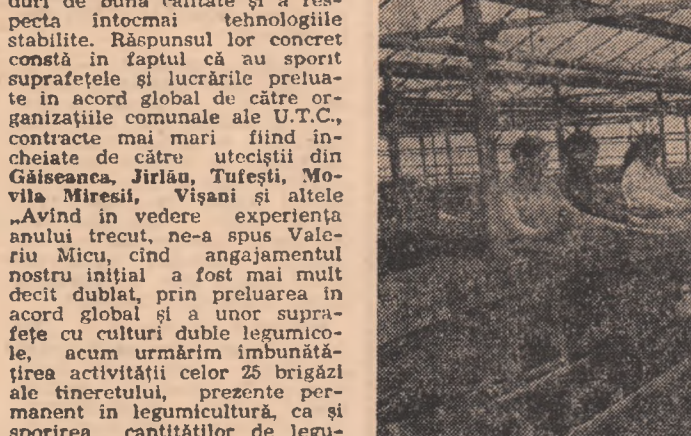 duri de bună calitate și a res-
pecta întocmai tehnologiile
stabilite. Răspunsul lor concret
constă în faptul că au sporit
suprafețele și lucrările prelua-
te în acord global de către or-
ganizațiile comunale ale U.T.C.,
contracte mai mari fiind în-
cheiate de către uteciștii din
Găiseanca, Jirlău, Tufești, Mo-
vila Miresii, Vișani și altele
„Avînd în vedere experiența
anului trecut, ne-a spus Vale-
riu Micu, cînd angajamentul
nostru inițial a fost mai mult
decît dublat, prin preluarea în
acord global și a unor supra-
fețe cu culturi duble legumico-
le, acum urmărim îmbunătă-
țirea activității celor 25 brigăzi
ale tineretului, prezente per-
manent în legumicultură, ca și
sporirea cantităților de legu-